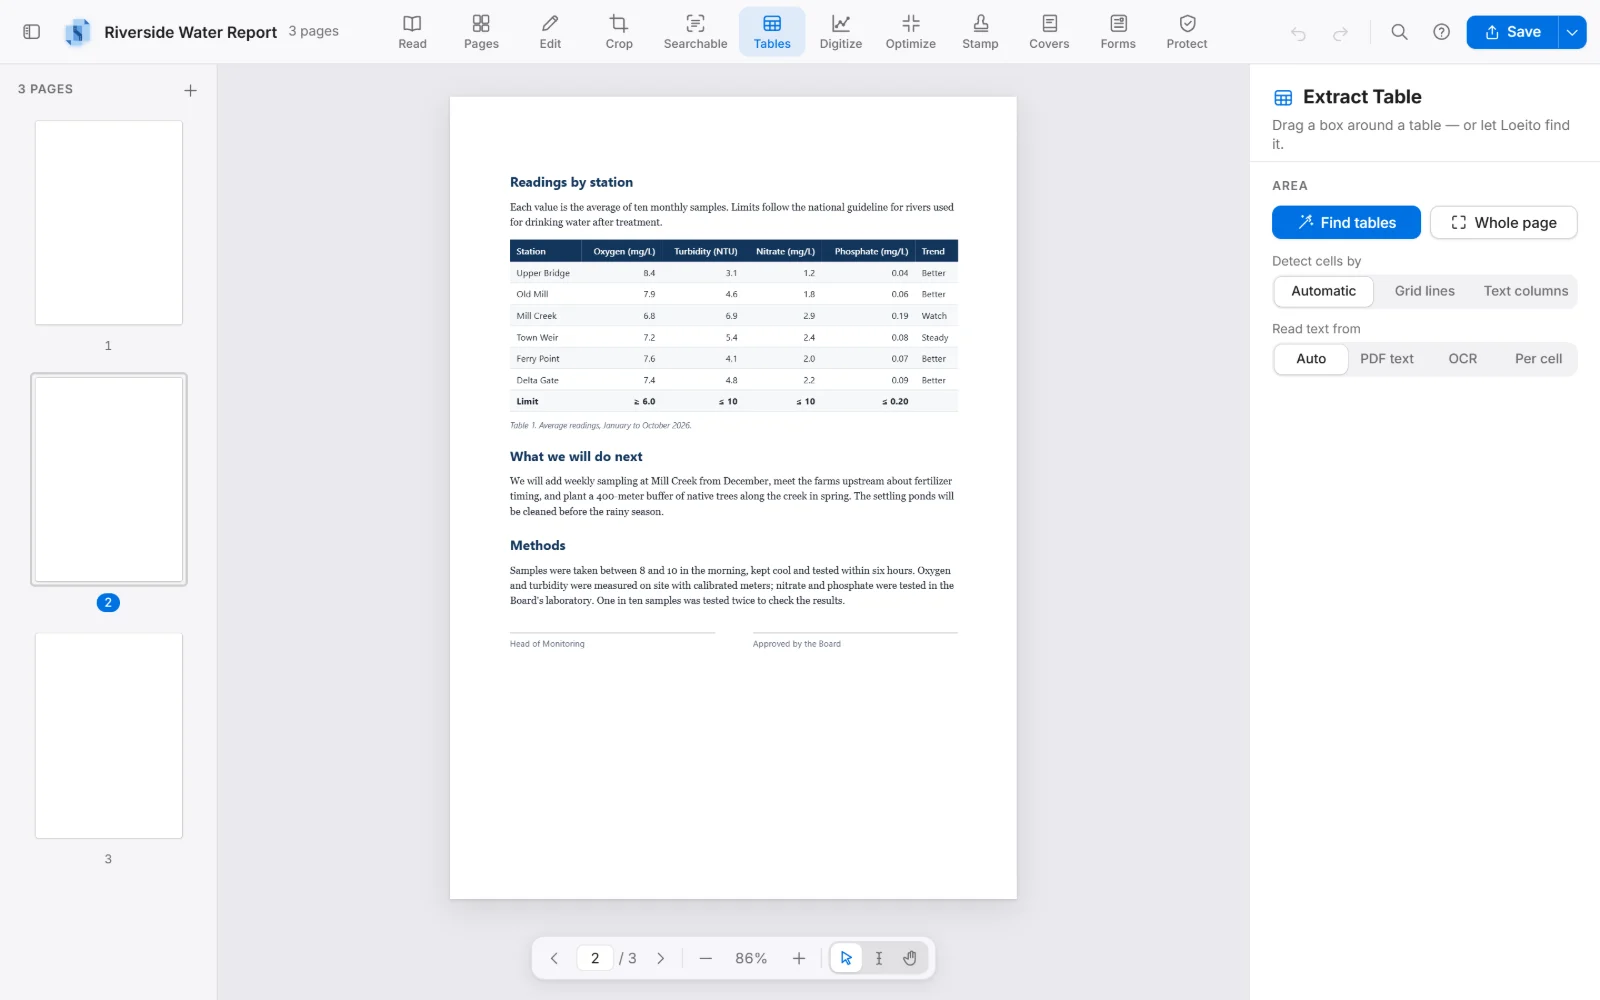 Riverside Water Report 3 pages
Read Pages Edit Crop Searchable Tables Digitize Optimize Stamp Covers Forms Protect
Save
3 PAGES
1
2
3
Readings by station
Each value is the average of ten monthly samples. Limits follow the national guideline for rivers used
for drinking water after treatment.
Station Oxygen (mg/L) Turbidity (NTU) Nitrate (mg/L) Phosphate (mg/L) Trend
Upper Bridge 8.4 3.1 1.2 0.04 Better
Old Mill 7.9 4.6 1.8 0.06 Better
Mill Creek 6.8 6.9 2.9 0.19 Watch
Town Weir 7.2 5.4 2.4 0.08 Steady
Ferry Point 7.6 4.1 2.0 0.07 Better
Delta Gate 7.4 4.8 2.2 0.09 Better
Limit ≥ 6.0 ≤ 10 ≤ 10 ≤ 0.20
Table 1. Average readings, January to October 2026.
What we will do next
We will add weekly sampling at Mill Creek from December, meet the farms upstream about fertilizer
timing, and plant a 400-meter buffer of native trees along the creek in spring. The settling ponds will
be cleaned before the rainy season.
Methods
Samples were taken between 8 and 10 in the morning, kept cool and tested within six hours. Oxygen
and turbidity were measured on site with calibrated meters; nitrate and phosphate were tested in the
Board's laboratory. One in ten samples was tested twice to check the results.
Head of Monitoring Approved by the Board
2 / 3 86%
Extract Table
Drag a box around a table — or let Loeito find
it.
AREA
Find tables Whole page
Detect cells by
Automatic Grid lines Text columns
Read text from
Auto PDF text OCR Per cell